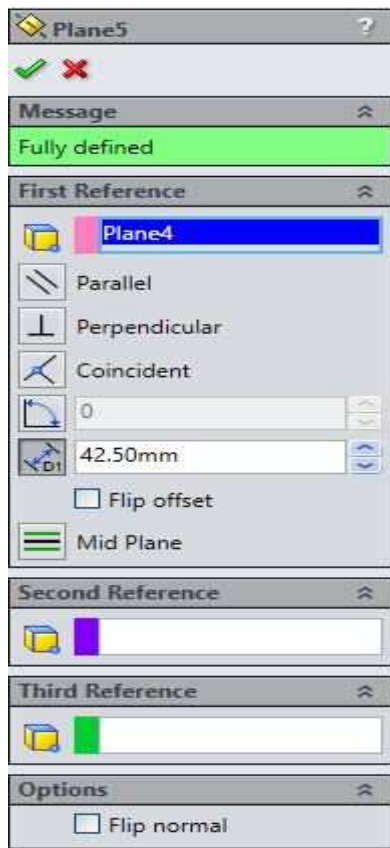 Plane5 ?
Message
Fully defined
First Reference
Plane4
Parallel
Perpendicular
Coincident
0
D1 42.50mm
Flip offset
Mid Plane
Second Reference
Third Reference
Options
Flip normal